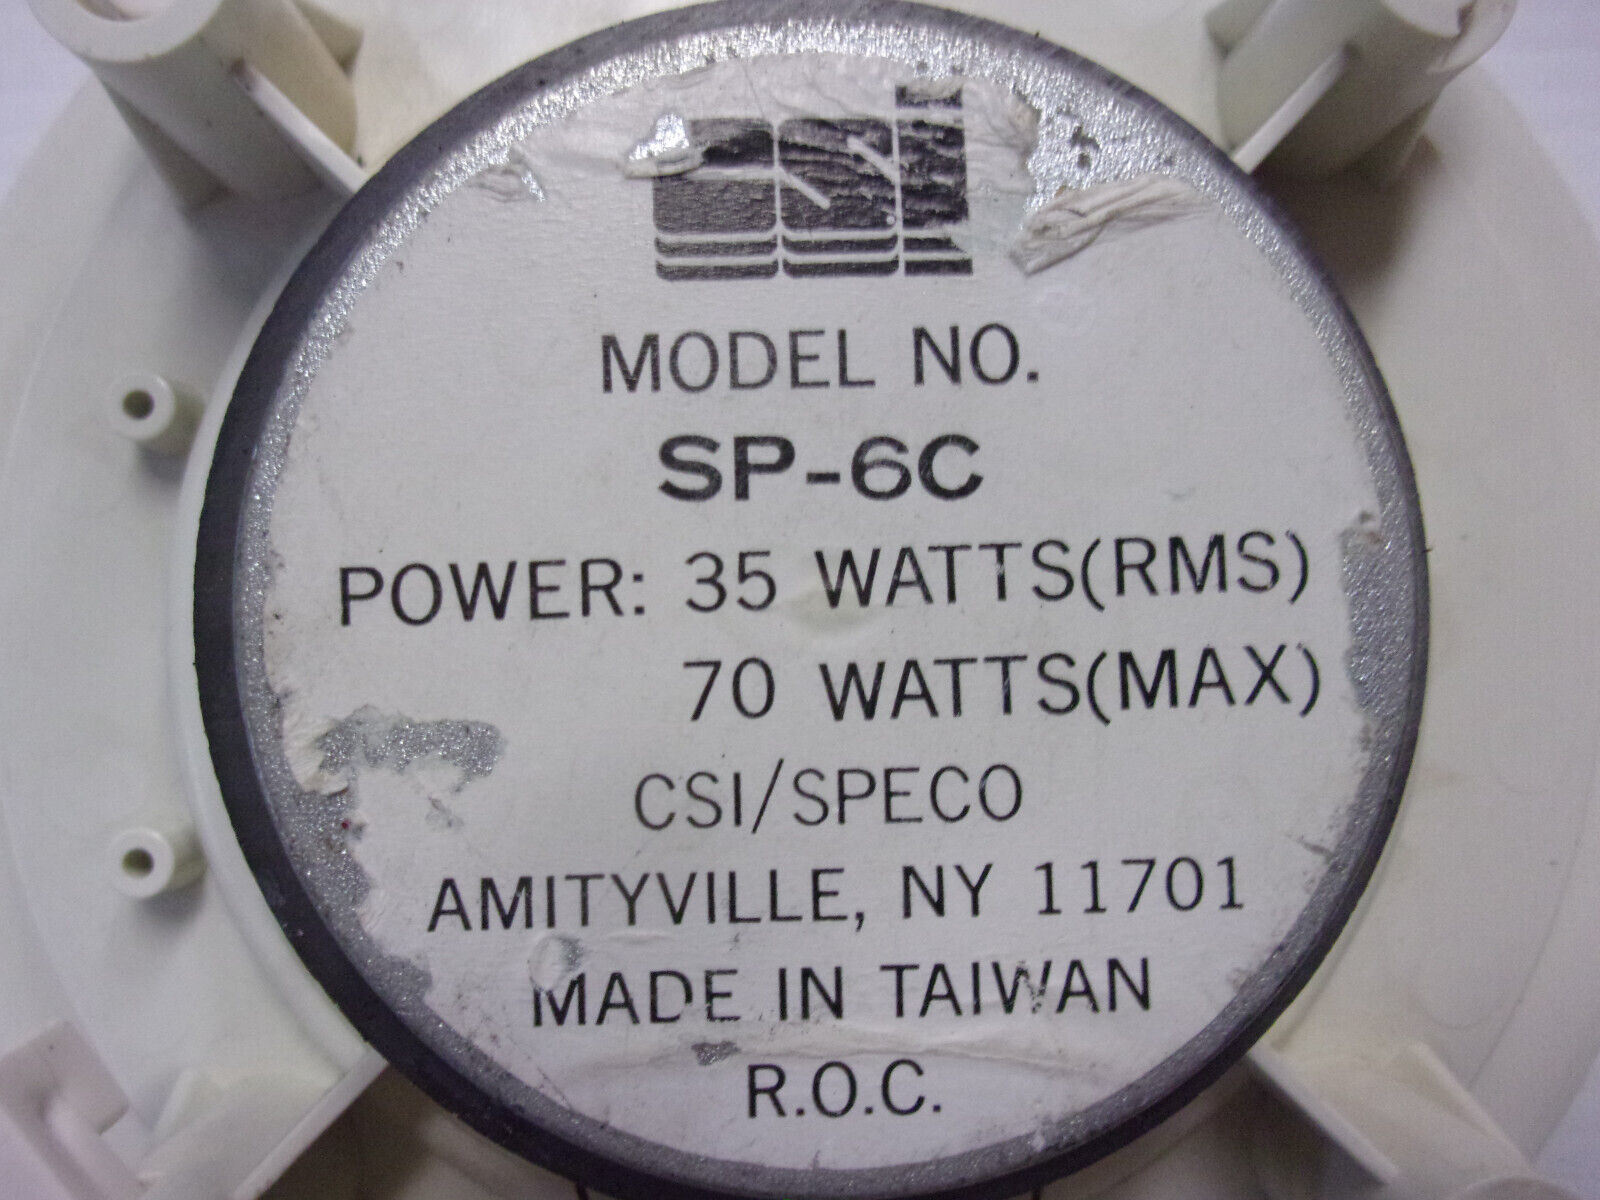 CSI
MODEL NO.
SP-6C
POWER: 35 WATTS(RMS)
70 WATTS(MAX)
CSI/SPECO
AMITYVILLE, NY 11701
MADE IN TAIWAN
R.O.C.